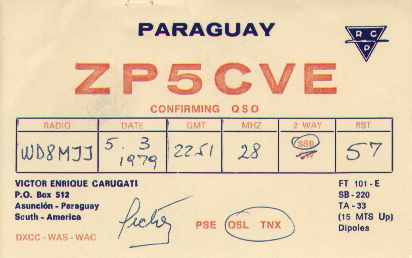 PARAGUAY
R C P
ZP5CVE
CONFIRMING QSO
RADIO DATE GMT MHZ 2 WAY RST
WD8MJJ 5.3 1979 2251 28 SSB 57
VICTOR ENRIQUE CARUGATI
P.O. Box 512
Asunción - Paraguay
South - America
DXCC - WAS - WAC
PSE QSL TNX
FT 101 - E
SB - 220
TA - 33
(15 MTS Up)
Dipoles